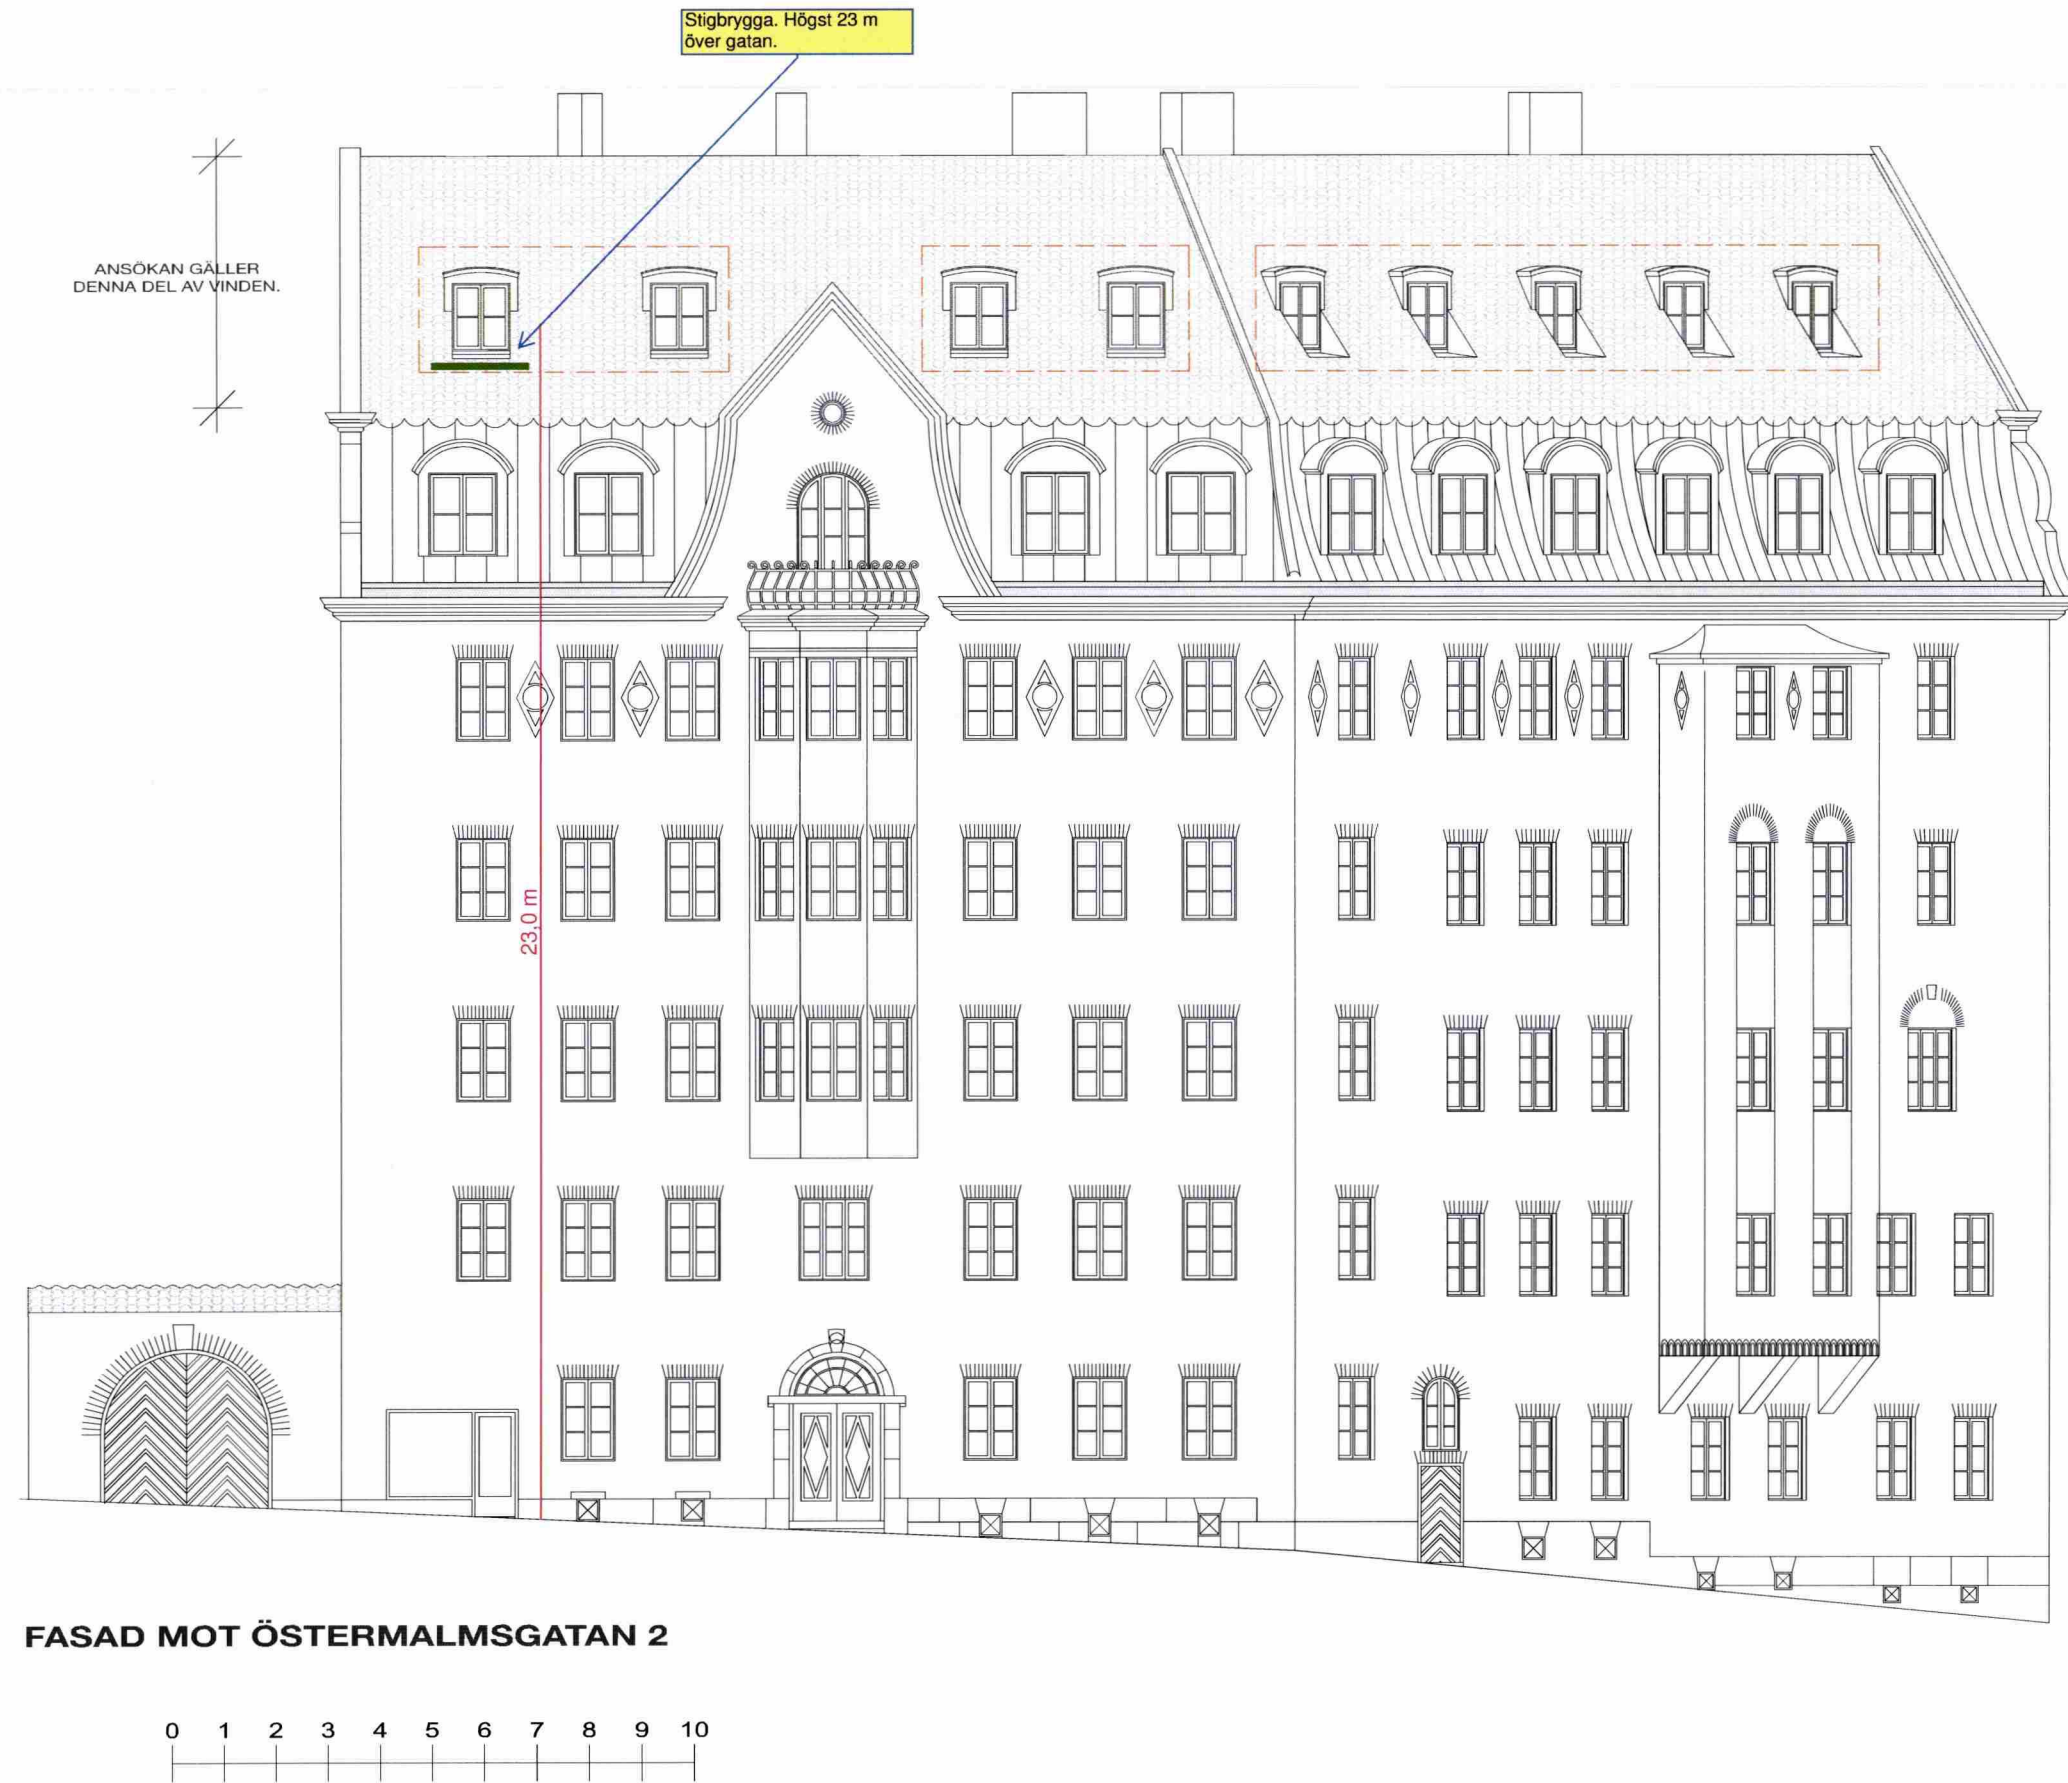 Stigbrygga. Högst 23 m
över gatan.
ANSÖKAN GÄLLER
DENNA DEL AV VINDEN.
23,0 m
FASAD MOT ÖSTERMALMSGATAN 2
0 1 2 3 4 5 6 7 8 9 10